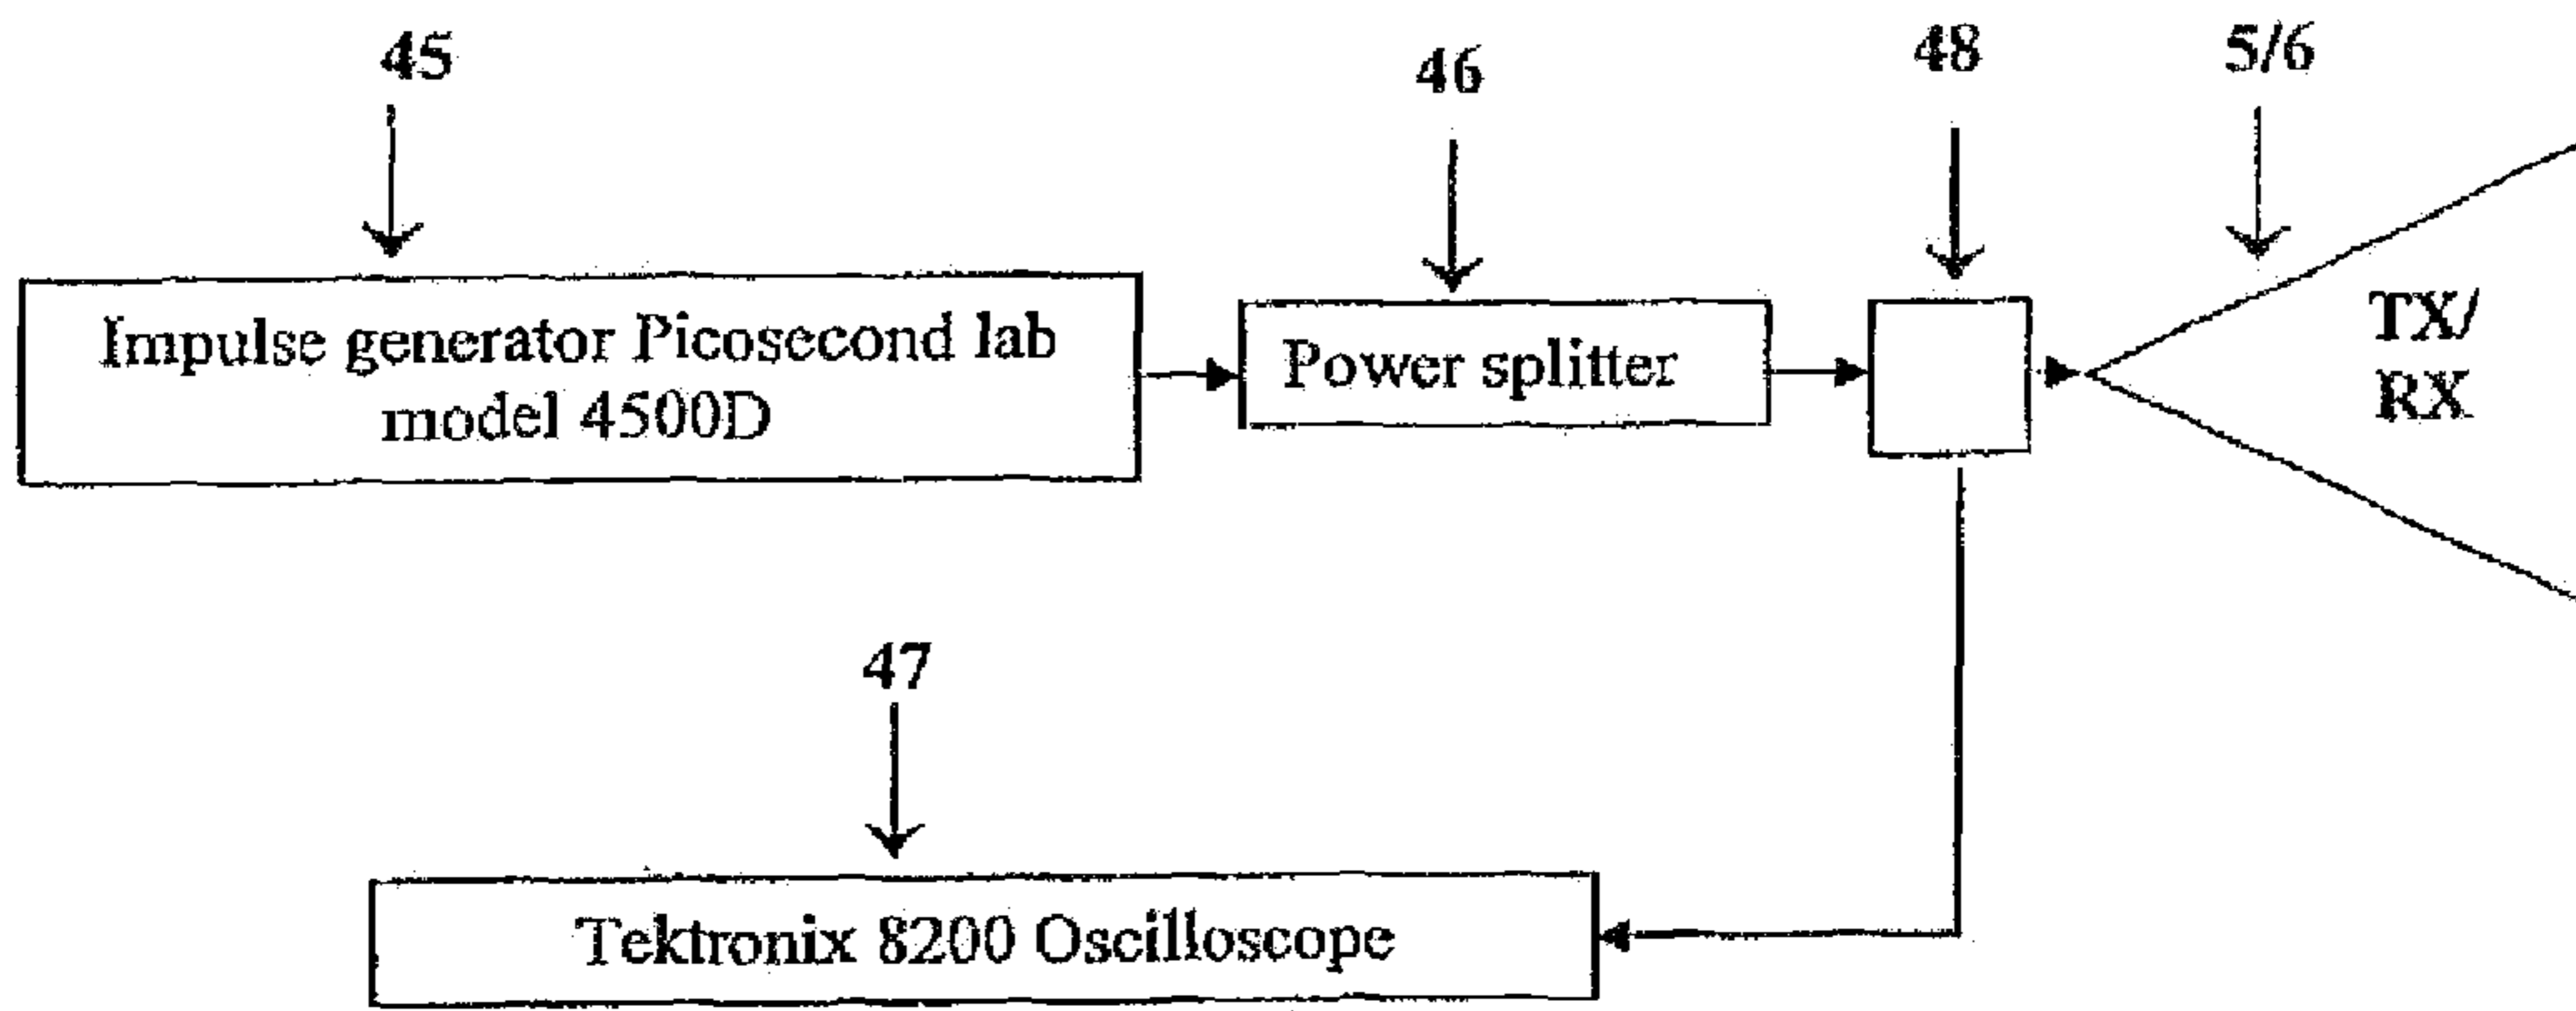 45
46
48
5/6
Impulse generator Picosecond lab
model 4500D
Power splitter
TX/
RX
47
Tektronix 8200 Oscilloscope